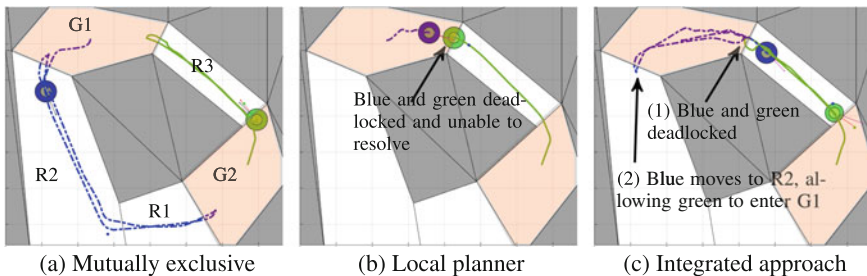 G1
R3
R2
G2
R1
(a) Mutually exclusive
Blue and green dead-
locked and unable to
resolve
(b) Local planner
(1) Blue and green
deadlocked
(2) Blue moves to R2, al-
lowing green to enter G1
(c) Integrated approach